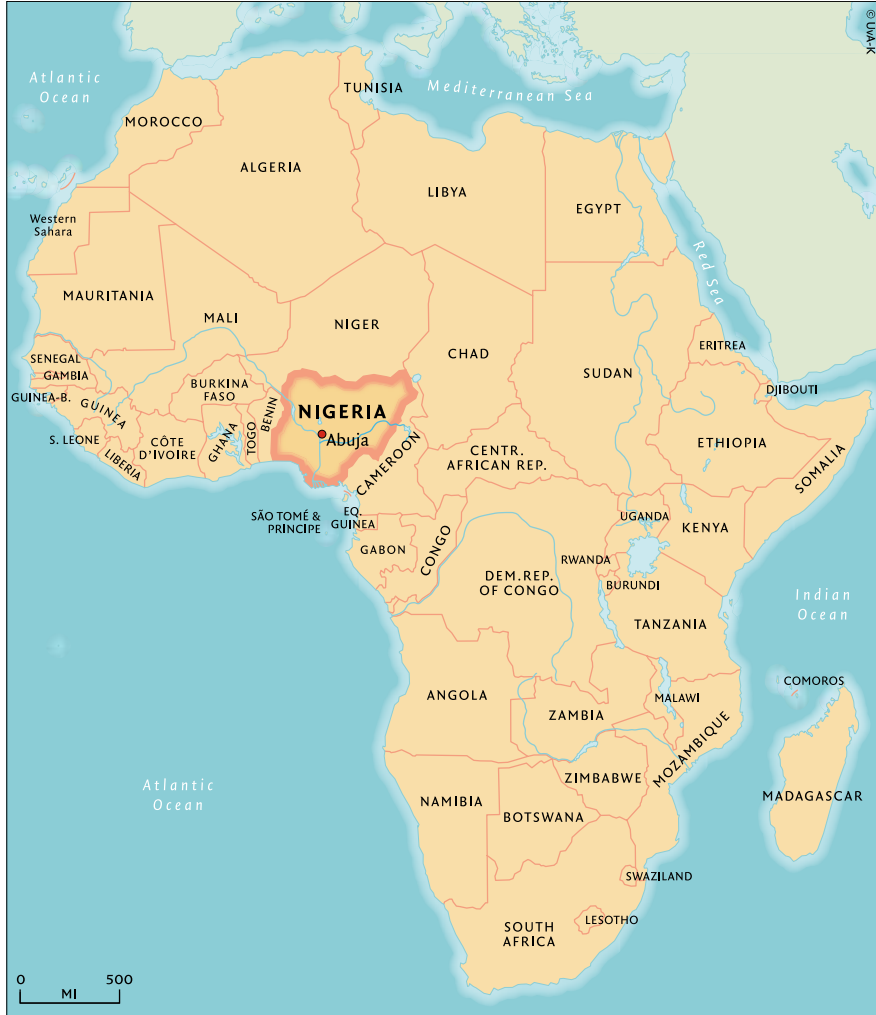 © UvA-K
Atlantic
Ocean
TUNISIA
Mediterranean Sea
MOROCCO
ALGERIA
LIBYA
EGYPT
Western
Sahara
Red Sea
MAURITANIA
MALI
NIGER
CHAD
SUDAN
ERITREA
SENEGAL
GAMBIA
GUINEA-B.
GUINEA
BURKINA
FASO
BENIN
NIGERIA
Abuja
DJIBOUTI
S. LEONE
LIBERIA
CÔTE
D'IVOIRE
GHANA
TOGO
CAMEROON
CENTR.
AFRICAN REP.
ETHIOPIA
SOMALIA
SÃO TOMÉ &
PRINCIPE
EQ.
GUINEA
GABON
CONGO
UGANDA
KENYA
RWANDA
BURUNDI
DEM.REP.
OF CONGO
TANZANIA
Indian
Ocean
ANGOLA
ZAMBIA
MALAWI
COMOROS
MOZAMBIQUE
Atlantic
Ocean
NAMIBIA
ZIMBABWE
BOTSWANA
MADAGASCAR
SWAZILAND
LESOTHO
SOUTH
AFRICA
0 500
MI